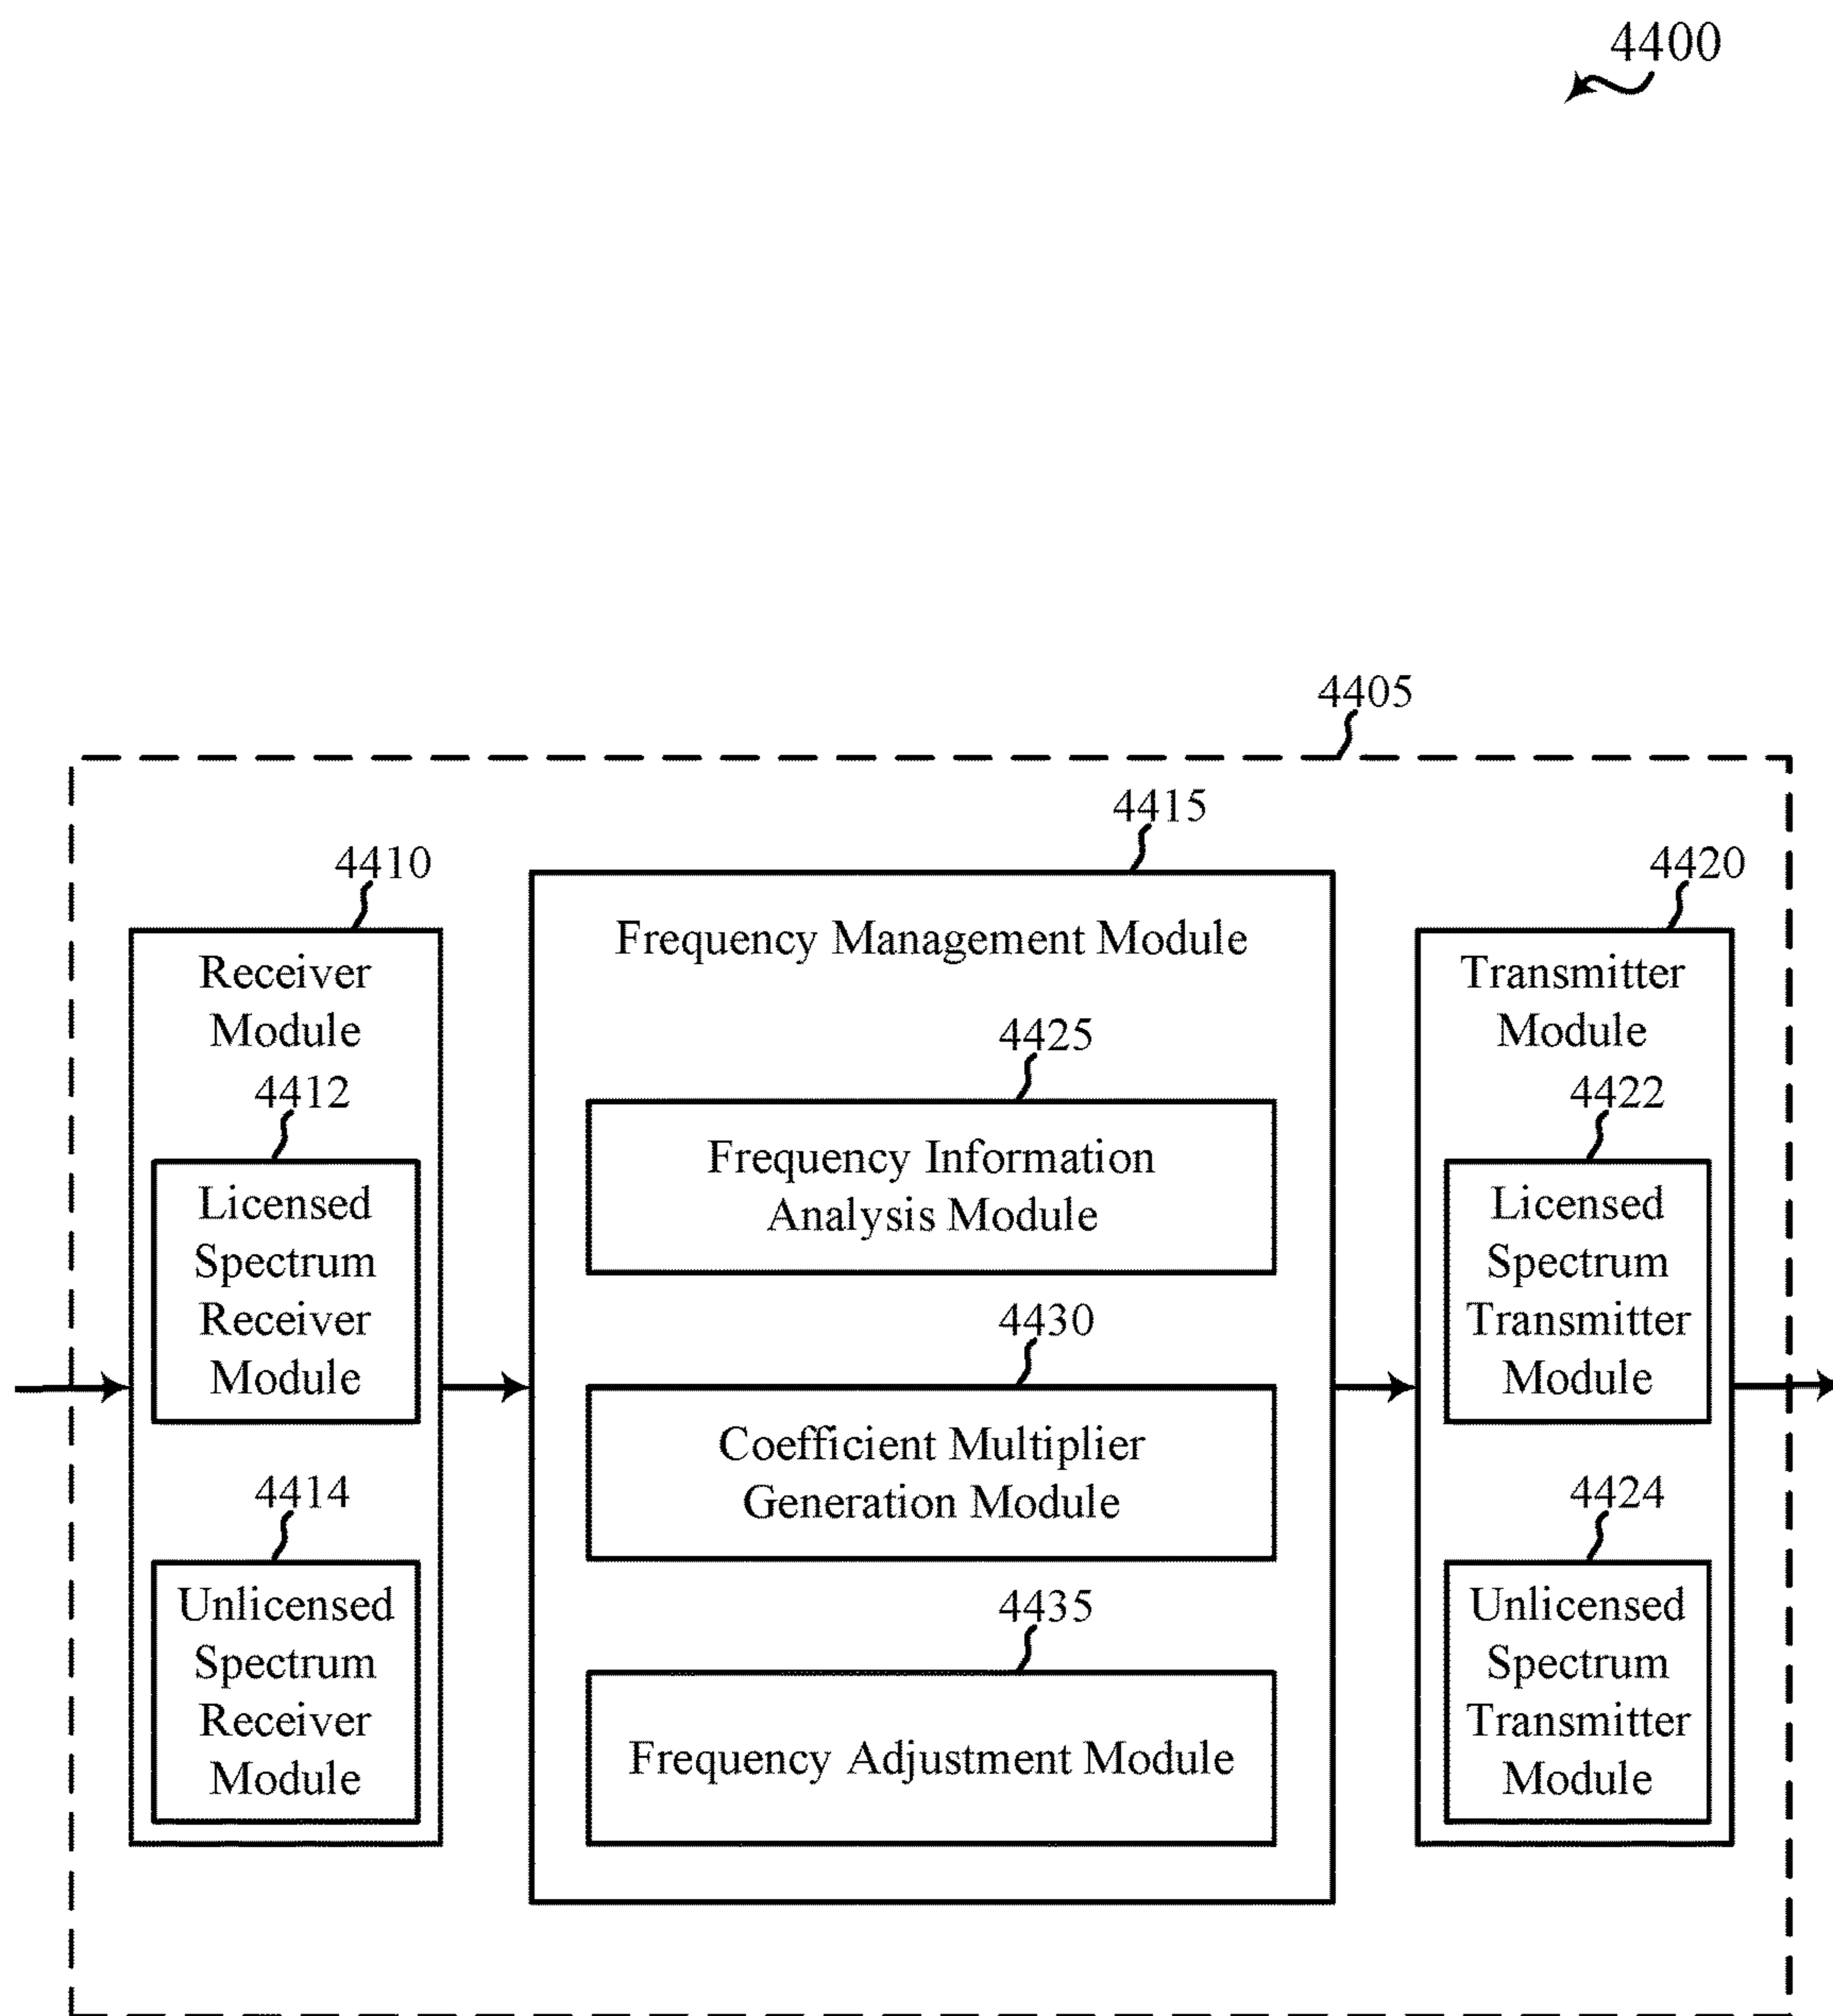 4400
4405
4415
4410
4420
Frequency Management Module
Receiver
Module
Transmitter
Module
4425
4412
4422
Frequency Information
Analysis Module
Licensed
Spectrum
Receiver
Module
Licensed
Spectrum
Transmitter
Module
4430
Coefficient Multiplier
Generation Module
4414
4424
4435
Unlicensed
Spectrum
Receiver
Module
Frequency Adjustment Module
Unlicensed
Spectrum
Transmitter
Module